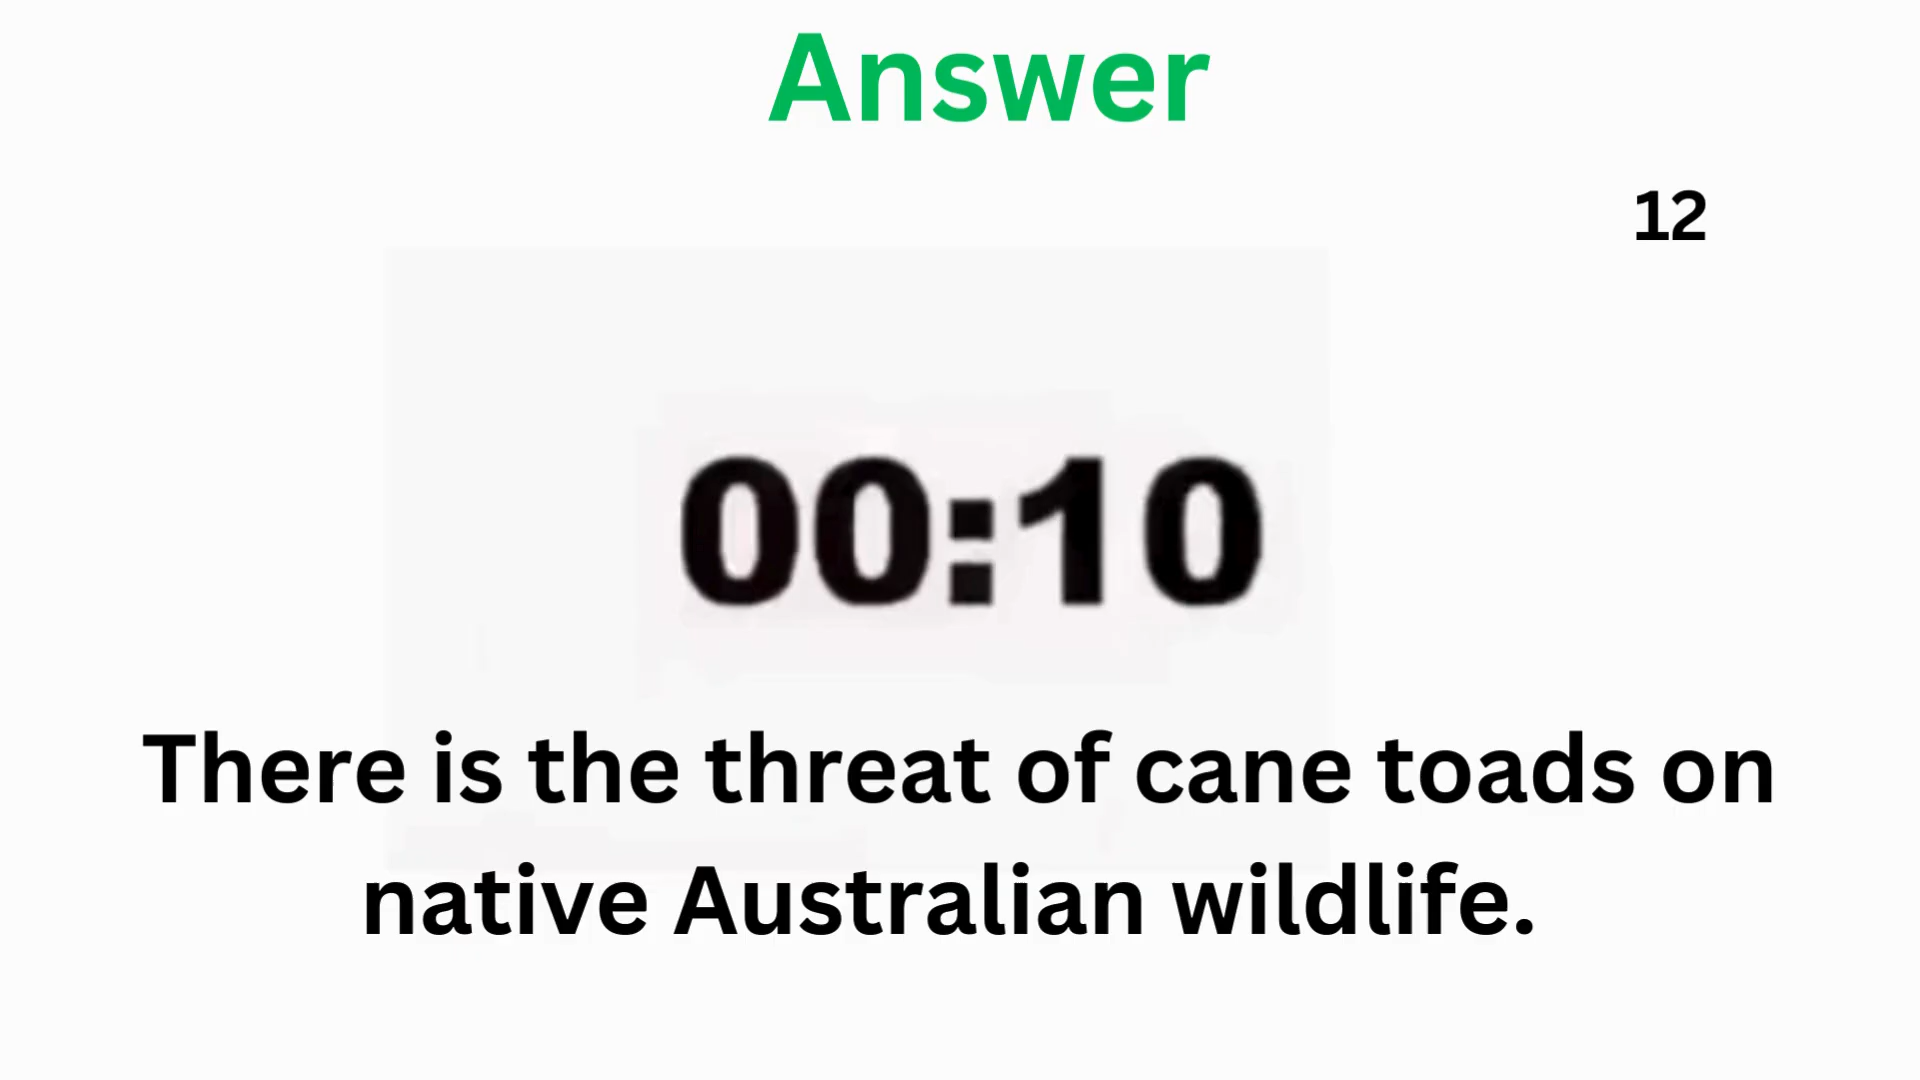 Answer
12
00:10
There is the threat of cane toads on
native Australian wildlife.